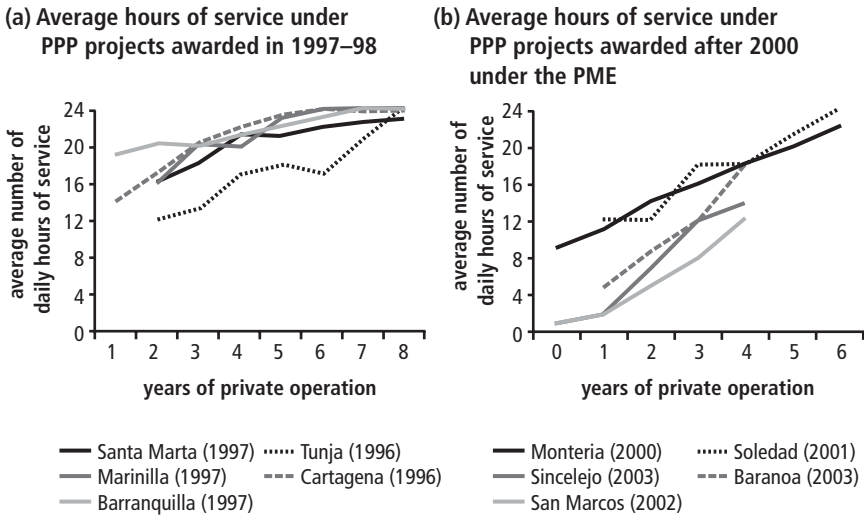 (a) Average hours of service under
PPP projects awarded in 1997–98
average number of
daily hours of service
24
20
16
12
8
4
0
1 2 3 4 5 6 7 8
years of private operation
Santa Marta (1997) Tunja (1996)
Marinilla (1997) Cartagena (1996)
Barranquilla (1997)
(b) Average hours of service under
PPP projects awarded after 2000
under the PME
average number of
daily hours of service
24
20
16
12
8
4
0
0 1 2 3 4 5 6
years of private operation
Monteria (2000) Soledad (2001)
Sincelejo (2003) Baranoa (2003)
San Marcos (2002)